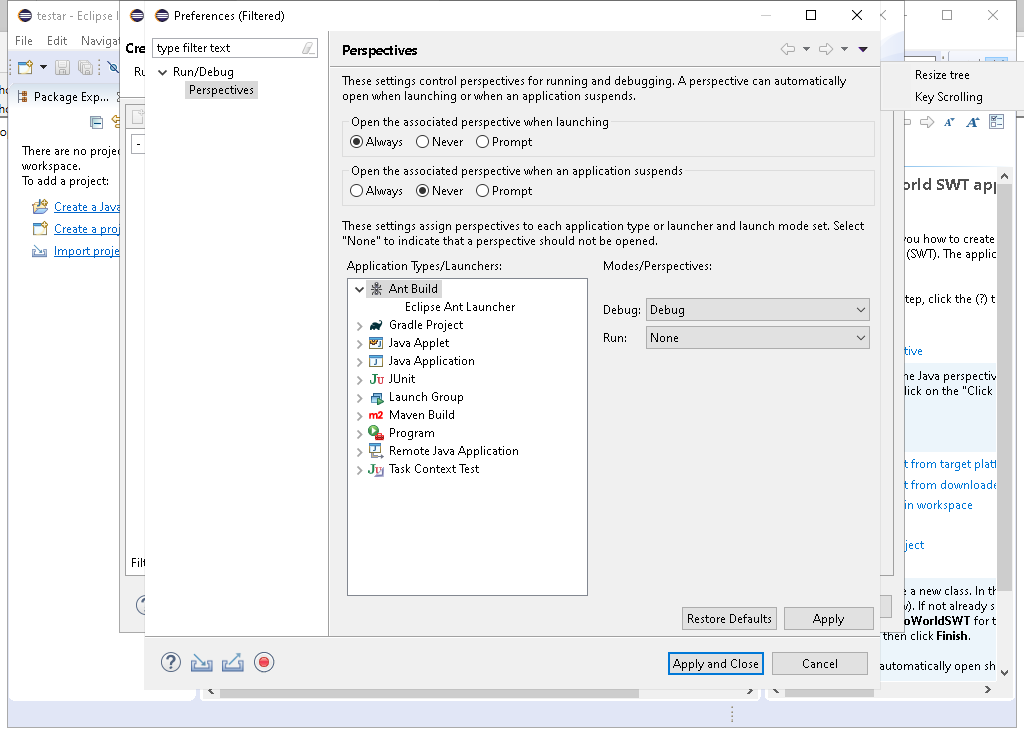 testar - Eclipse I
Preferences (Filtered)
File Edit Navigat
Cre
type filter text
Perspectives
Ru
Run/Debug
Perspectives
These settings control perspectives for running and debugging. A perspective can automatically
open when launching or when an application suspends.
Resize tree
Key Scrolling
Package Exp...
Open the associated perspective when launching
Always Never Prompt
There are no projec
workspace.
To add a project:
Open the associated perspective when an application suspends
Always Never Prompt
orld SWT app
Create a Java
Create a proj
Import proje
These settings assign perspectives to each application type or launcher and launch mode set. Select
"None" to indicate that a perspective should not be opened.
you how to create
(SWT). The applic
Application Types/Launchers:
Modes/Perspectives:
Ant Build
Eclipse Ant Launcher
Gradle Project
Java Applet
Java Application
JUnit
Launch Group
Maven Build
Program
Remote Java Application
Task Context Test
Debug: Debug
Run: None
tep, click the (?) t
tive
he Java perspectiv
lick on the "Click
t from target platf
t from downloade
in workspace
ject
Filt
e a new class. In th
w). If not already s
oWorldSWT for t
then click Finish.
automatically open sh
Restore Defaults
Apply
Apply and Close
Cancel